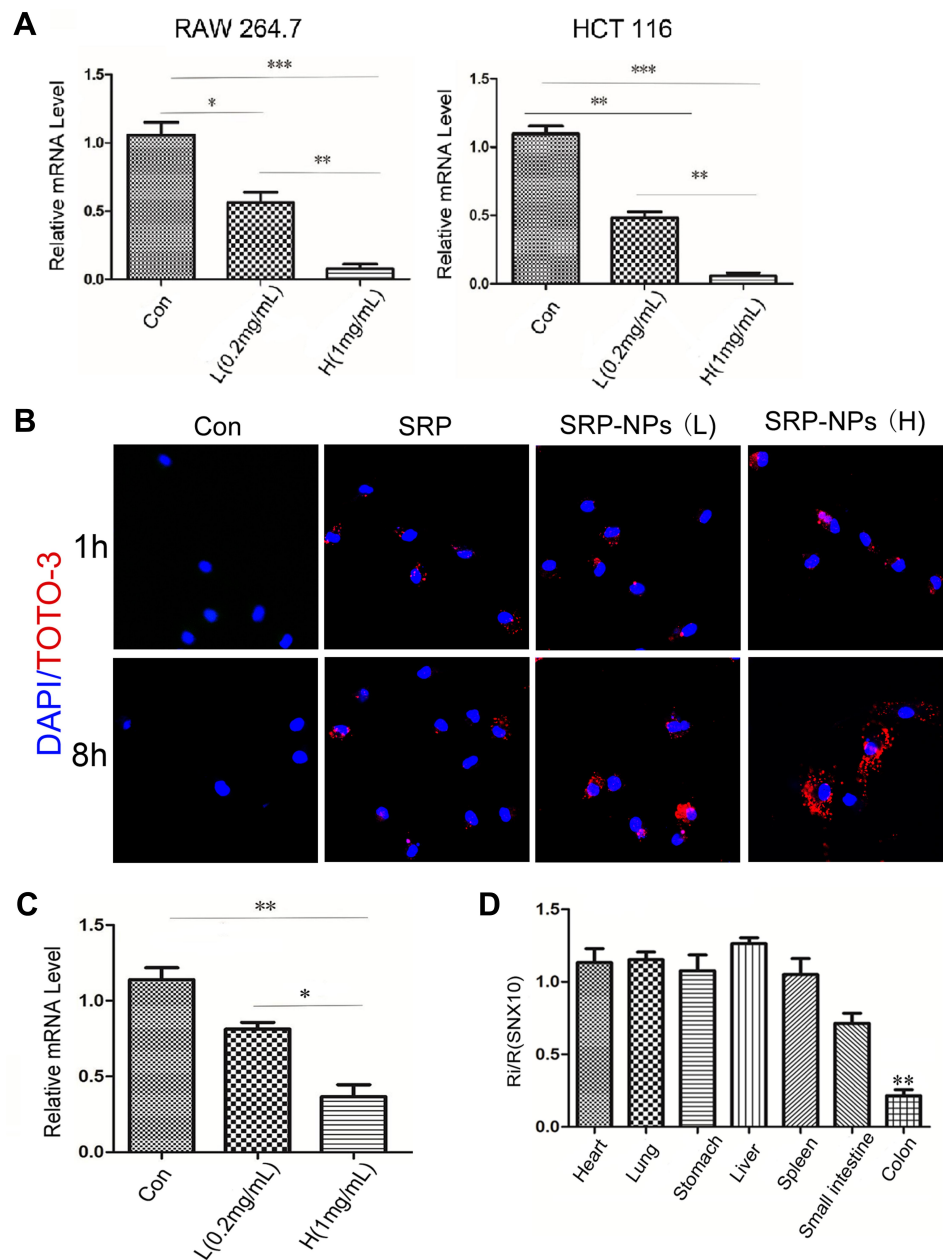 A
RAW 264.7
HCT 116
Relative mRNA Level
1.5
1.0
0.5
0.0
***
*
**
Con
L(0.2mg/mL)
H(1mg/mL)
Relative mRNA Level
1.5
1.0
0.5
0.0
***
**
**
Con
L(0.2mg/mL)
H(1mg/mL)
B
Con
SRP
SRP-NPs (L)
SRP-NPs (H)
DAPI/TOTO-3
1h
8h
C
Relative mRNA Level
1.5
1.0
0.5
0.0
**
*
Con
L(0.2mg/mL)
H(1mg/mL)
D
Ri/R(SNX10)
1.5
1.0
0.5
0.0
**
Heart
Lung
Stomach
Liver
Spleen
Small intestine
Colon